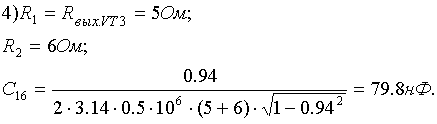 4)R₁ = R_выхVT3 = 5Ом;
R₂ = 6Ом;
C₁₆ = 0.94 / (2·3.14·0.5·10⁶·(5+6)·√(1−0.94²)) = 79.8нФ.